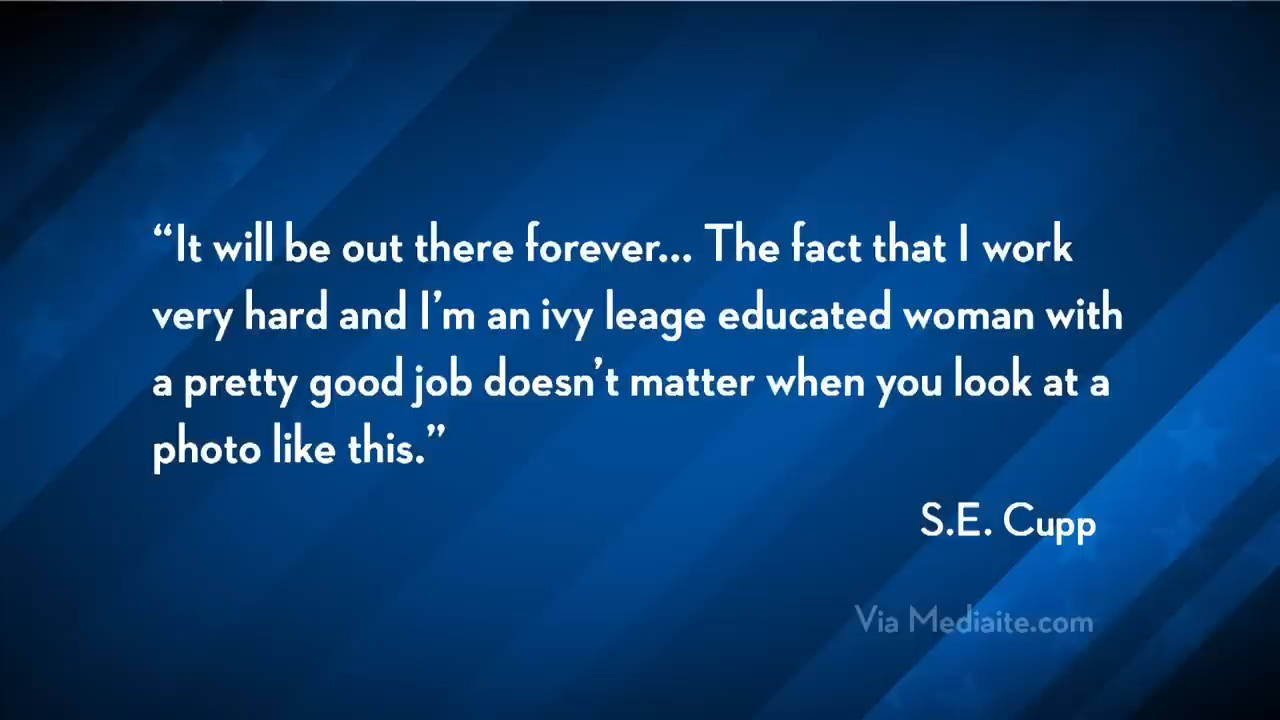 “It will be out there forever... The fact that I work
very hard and I’m an ivy leage educated woman with
a pretty good job doesn’t matter when you look at a
photo like this.”
S.E. Cupp
Via Mediaite.com